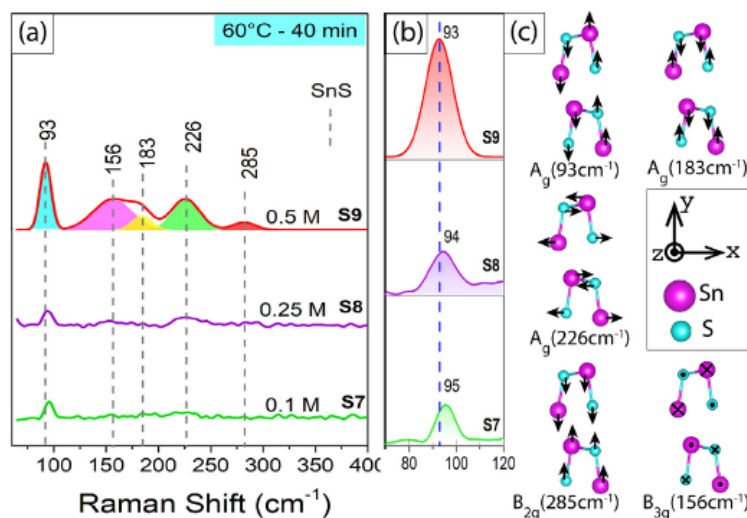 (a)
60°C - 40 min
SnS
93
156
183
226
285
0.5 M S9
0.25 M S8
0.1 M S7
50 100 150 200 250 300 350 400
Raman Shift (cm⁻¹)
(b)
93
S9
94
S8
95
S7
80 100 120
(c)
A_g(93cm⁻¹) A_g(183cm⁻¹)
A_g(226cm⁻¹)
y
z x
Sn
S
B_2g(285cm⁻¹) B_3g(156cm⁻¹)